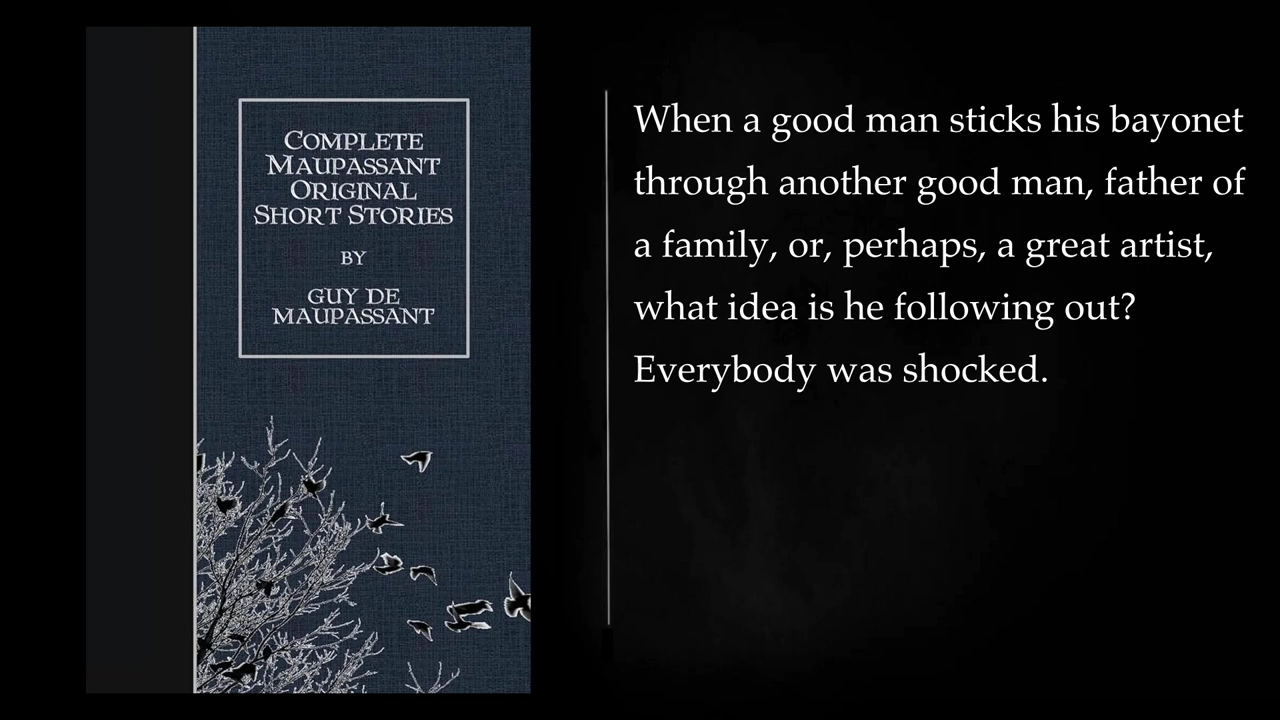 COMPLETE
MAUPASSANT
ORIGINAL
SHORT STORIES
BY
GUY DE
MAUPASSANT
When a good man sticks his bayonet
through another good man, father of
a family, or, perhaps, a great artist,
what idea is he following out?
Everybody was shocked.